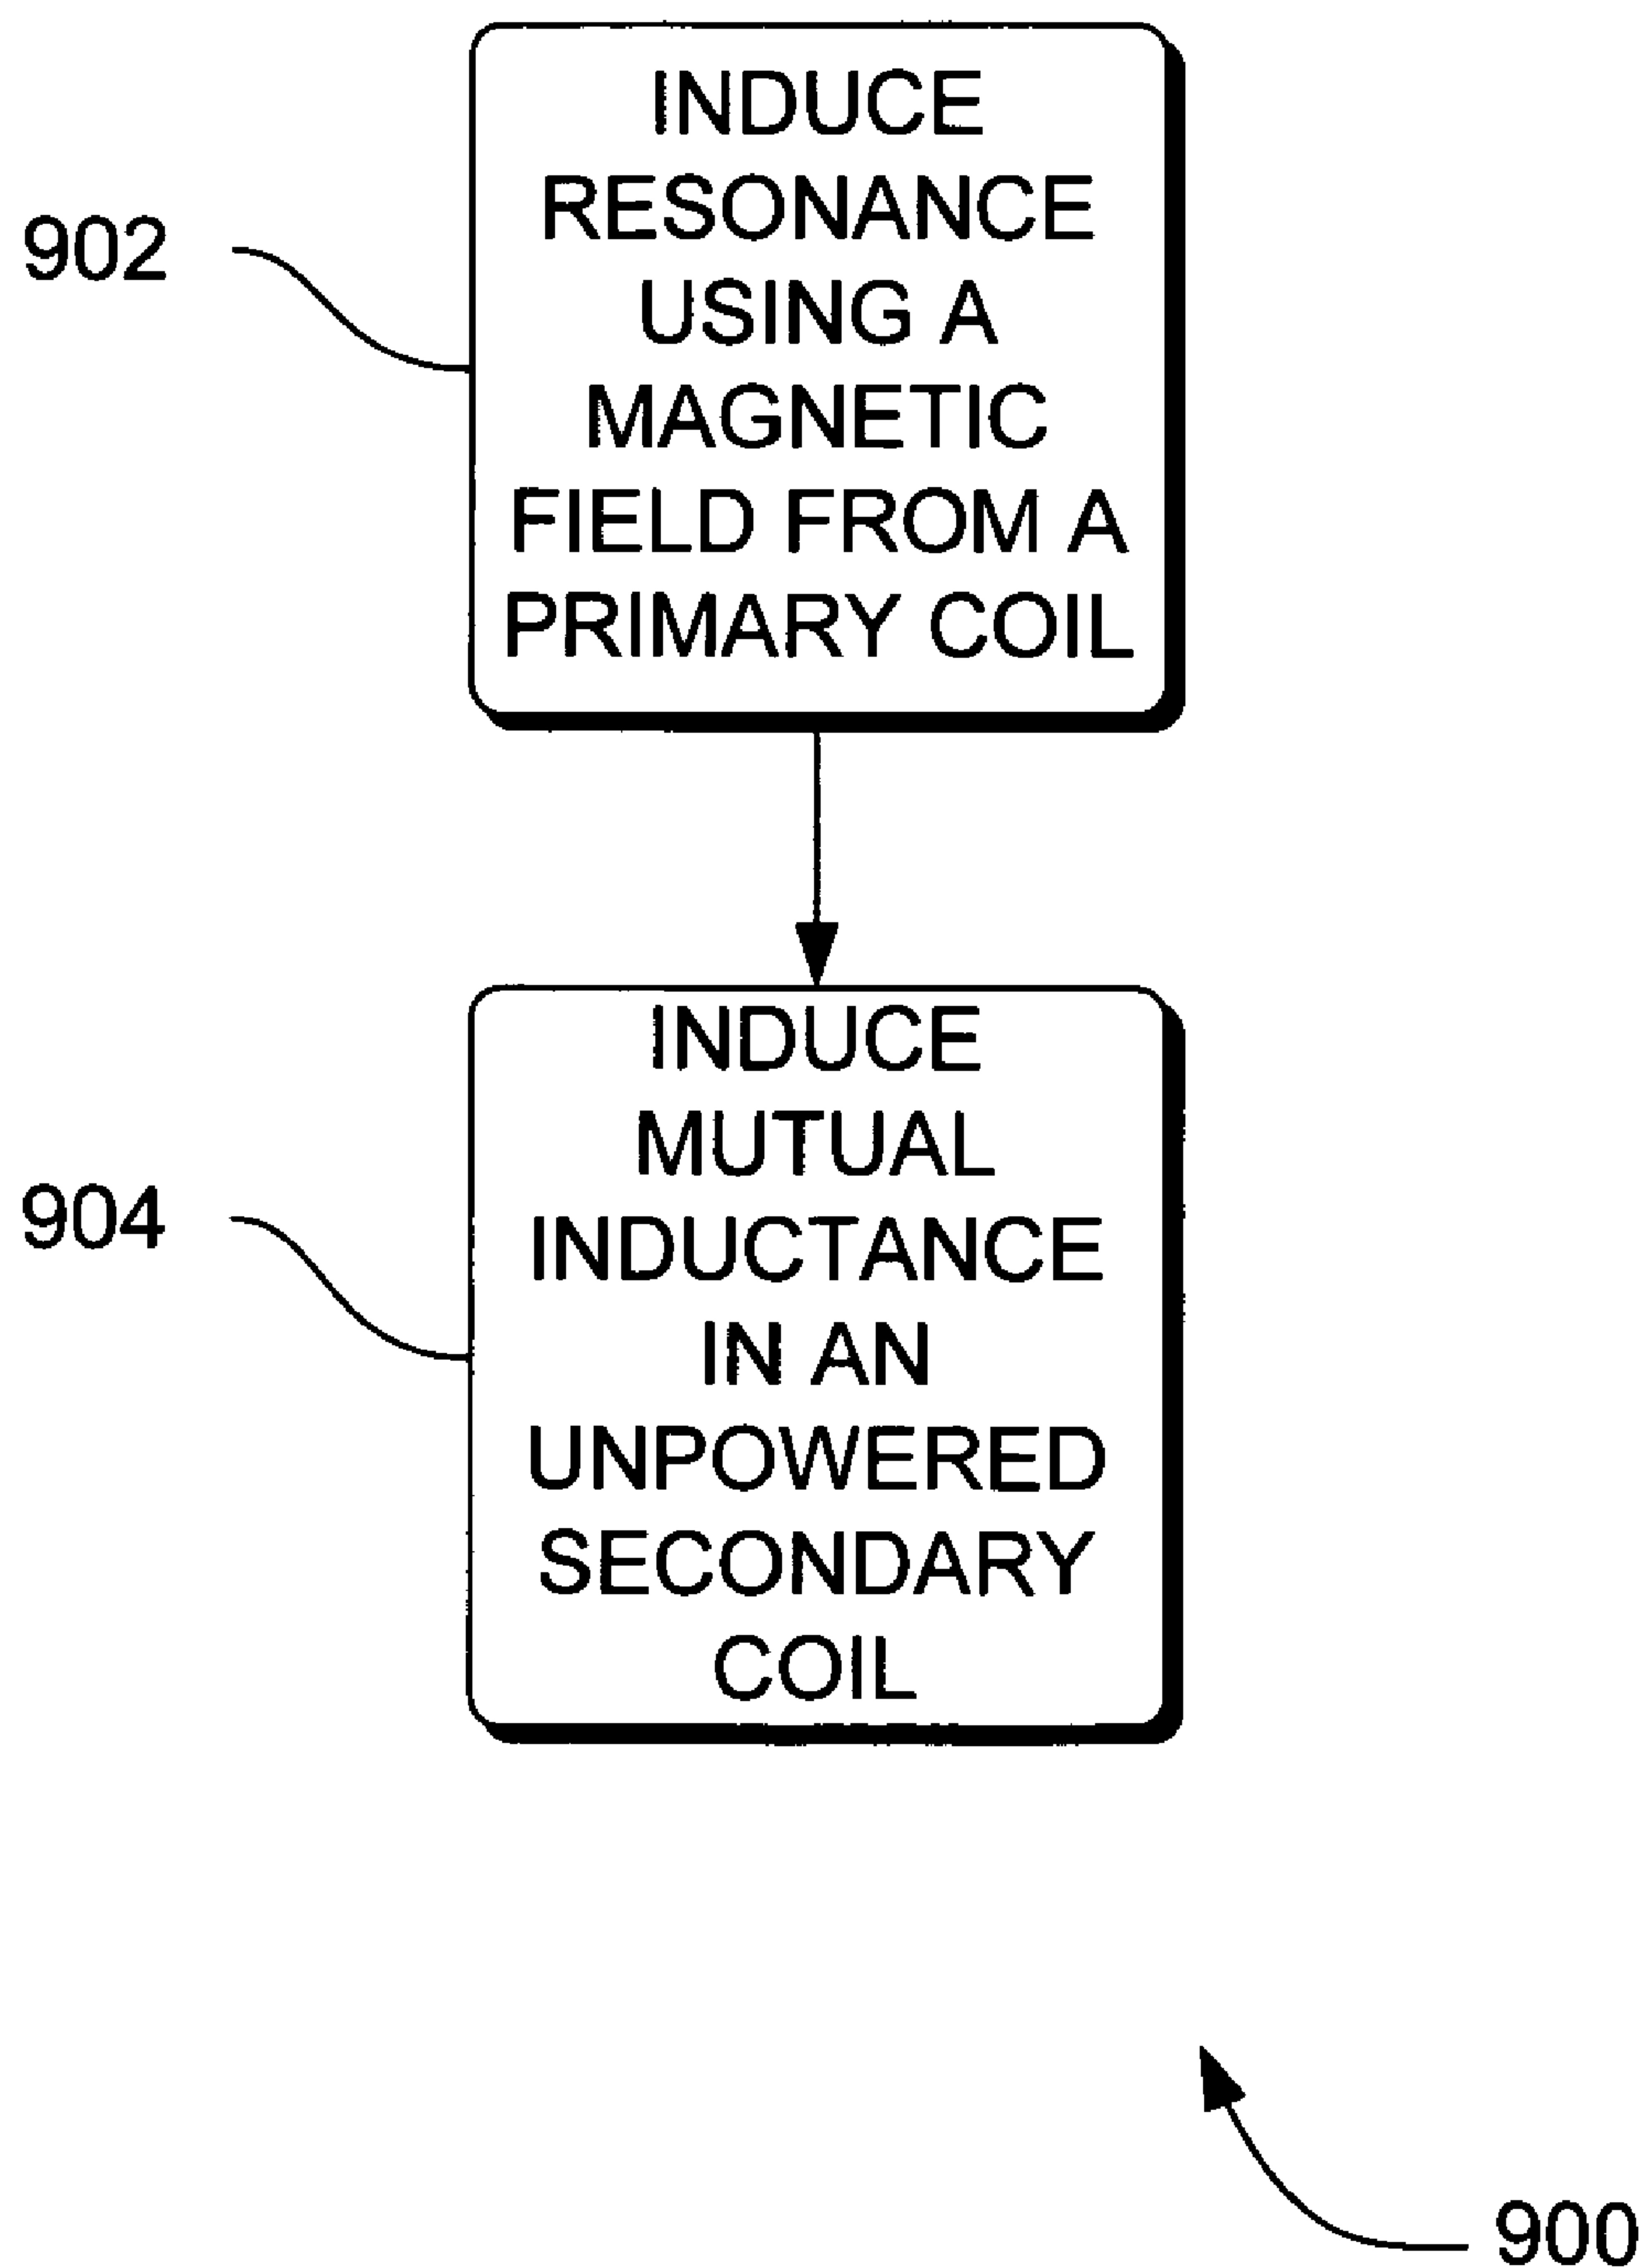 INDUCE
RESONANCE
USING A
MAGNETIC
FIELD FROM A
PRIMARY COIL
902
INDUCE
MUTUAL
INDUCTANCE
IN AN
UNPOWERED
SECONDARY
COIL
904
900